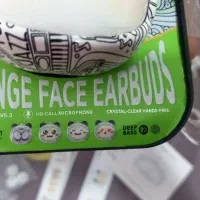 NGE FACE EARBUDS
HD CALL MICROPHONE
CRYSTAL-CLEAR HANDS-FREE
DEEP
BASS